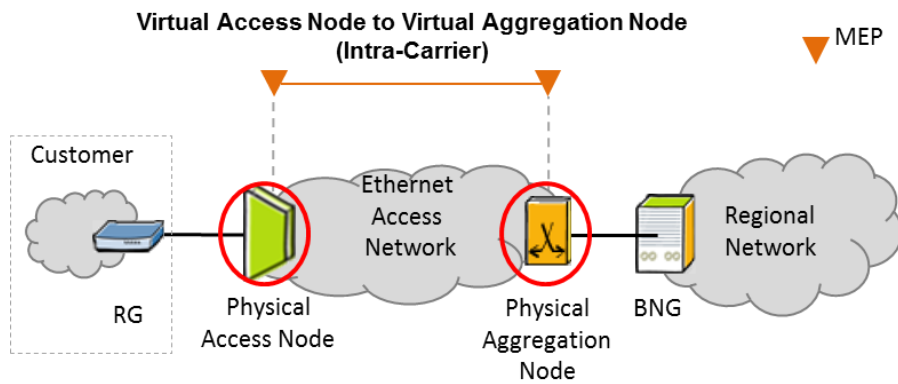 Virtual Access Node to Virtual Aggregation Node
(Intra-Carrier)
MEP
Customer
Ethernet
Access
Network
Regional
Network
RG
Physical
Access Node
Physical
Aggregation
Node
BNG